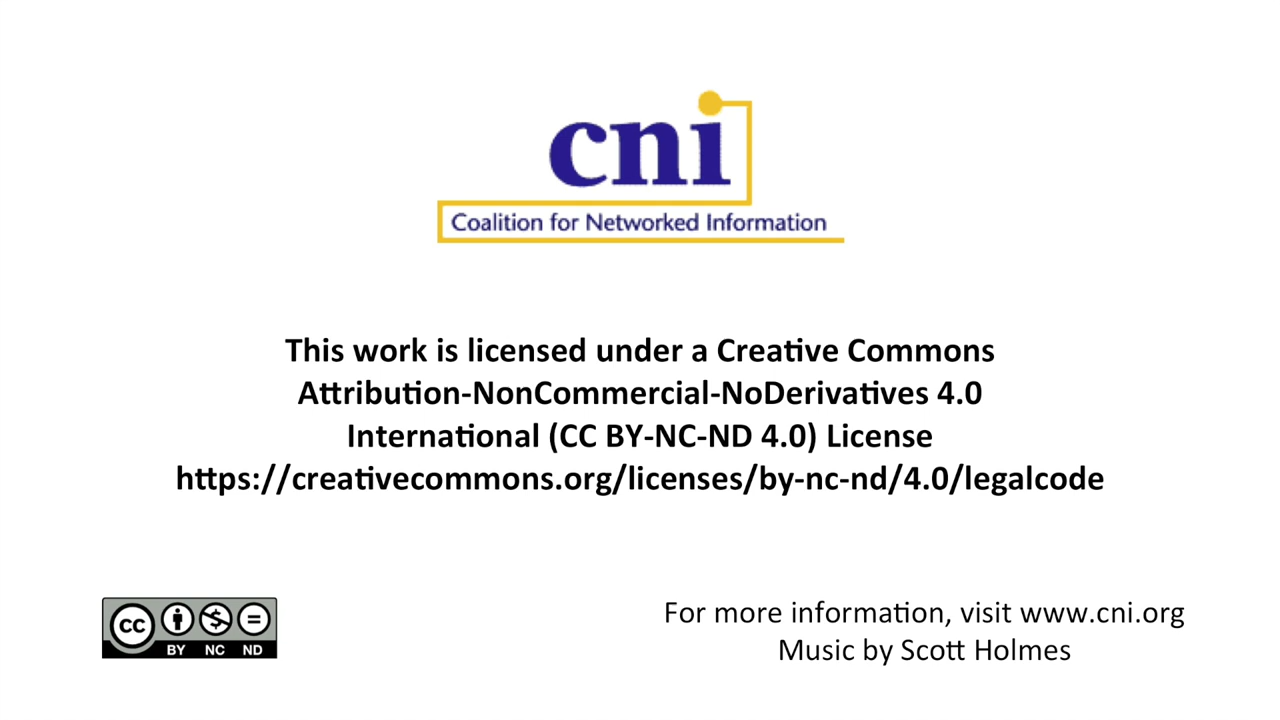 cni
Coalition for Networked Information
This work is licensed under a Creative Commons
Attribution-NonCommercial-NoDerivatives 4.0
International (CC BY-NC-ND 4.0) License
https://creativecommons.org/licenses/by-nc-nd/4.0/legalcode
cc
BY NC ND
For more information, visit www.cni.org
Music by Scott Holmes